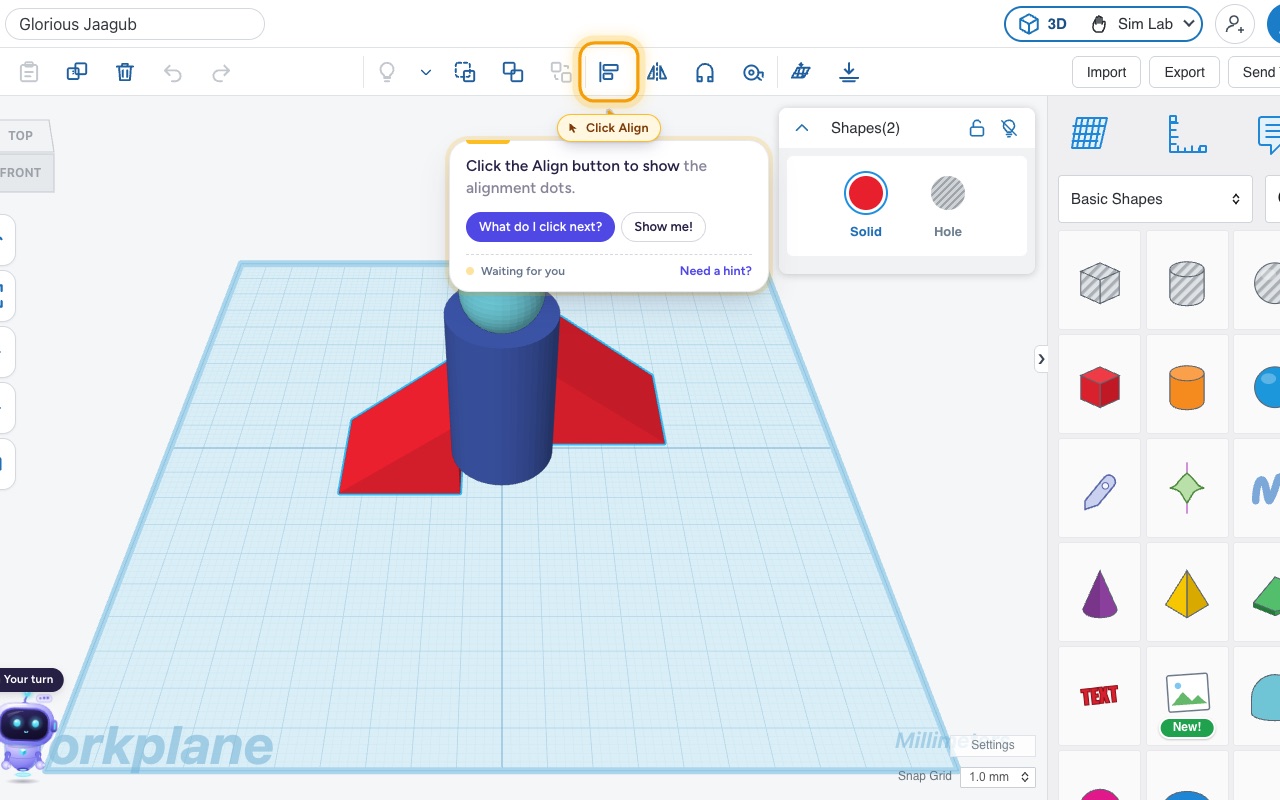 Glorious Jaagub
3D
Sim Lab
Import
Export
Send
TOP
FRONT
Click Align
Click the Align button to show the
alignment dots.
What do I click next?
Show me!
Waiting for you
Need a hint?
Shapes(2)
Solid
Hole
Basic Shapes
TEXT
New!
Your turn
orkplane
Settings
Snap Grid
1.0 mm